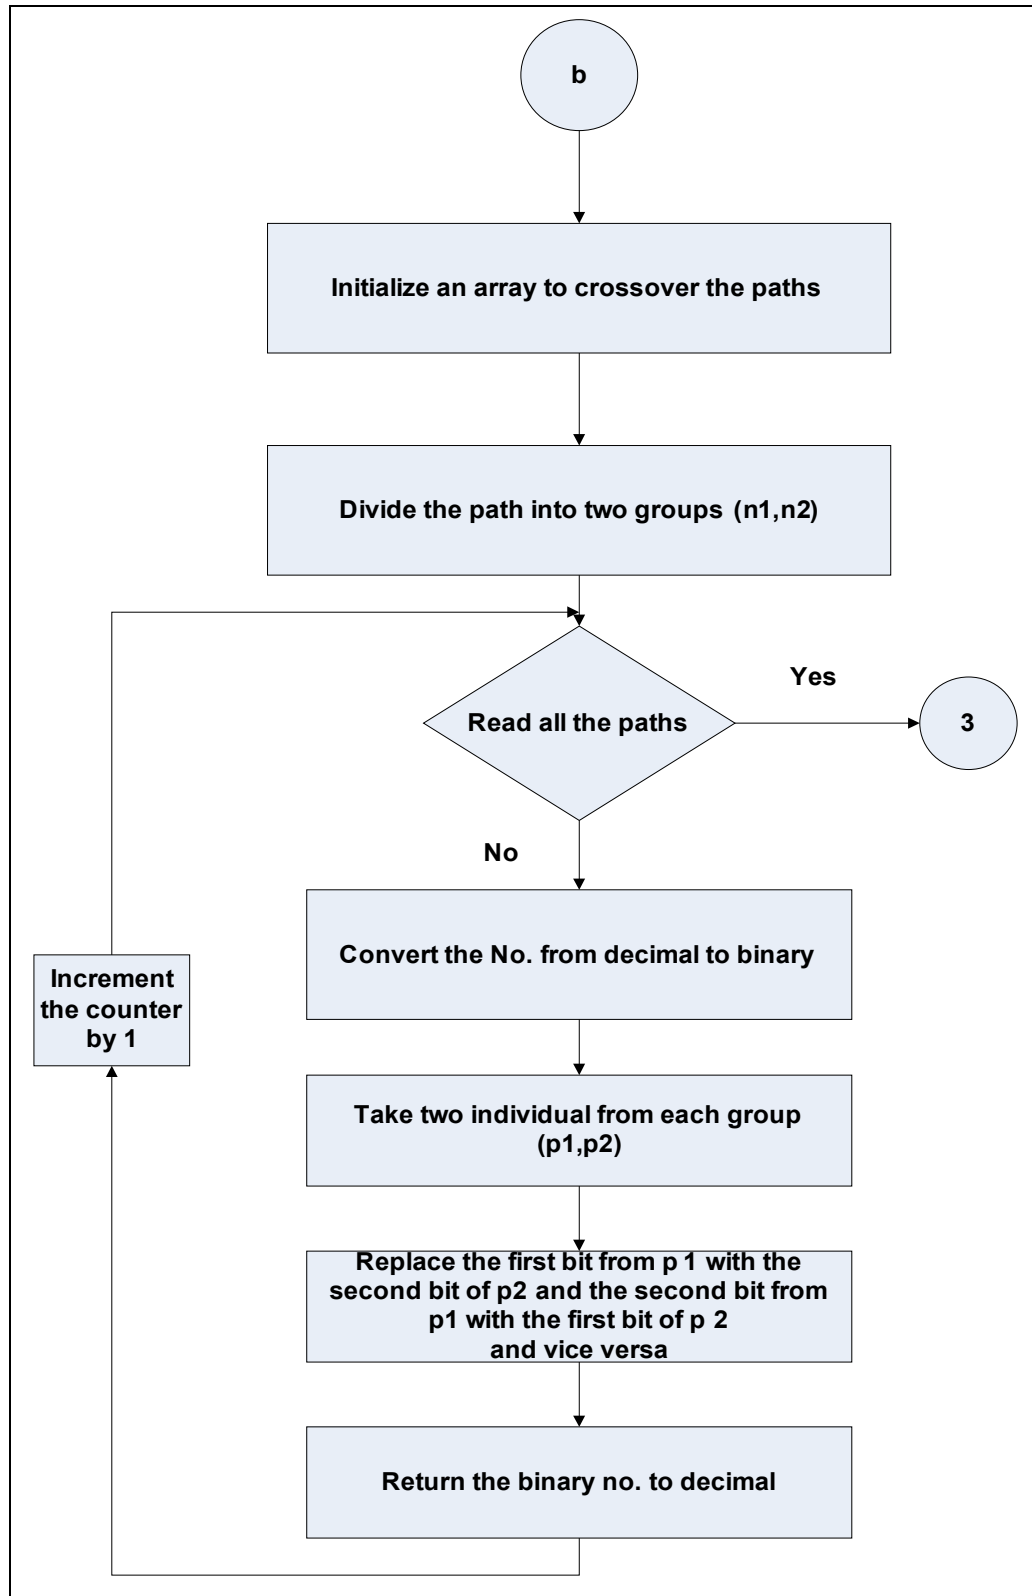 b
Initialize an array to crossover the paths
Divide the path into two groups (n1,n2)
Yes
Read all the paths
3
No
Convert the No. from decimal to binary
Increment
the counter
by 1
Take two individual from each group
(p1,p2)
Replace the first bit from p 1 with the
second bit of p2 and the second bit from
p1 with the first bit of p 2
and vice versa
Return the binary no. to decimal